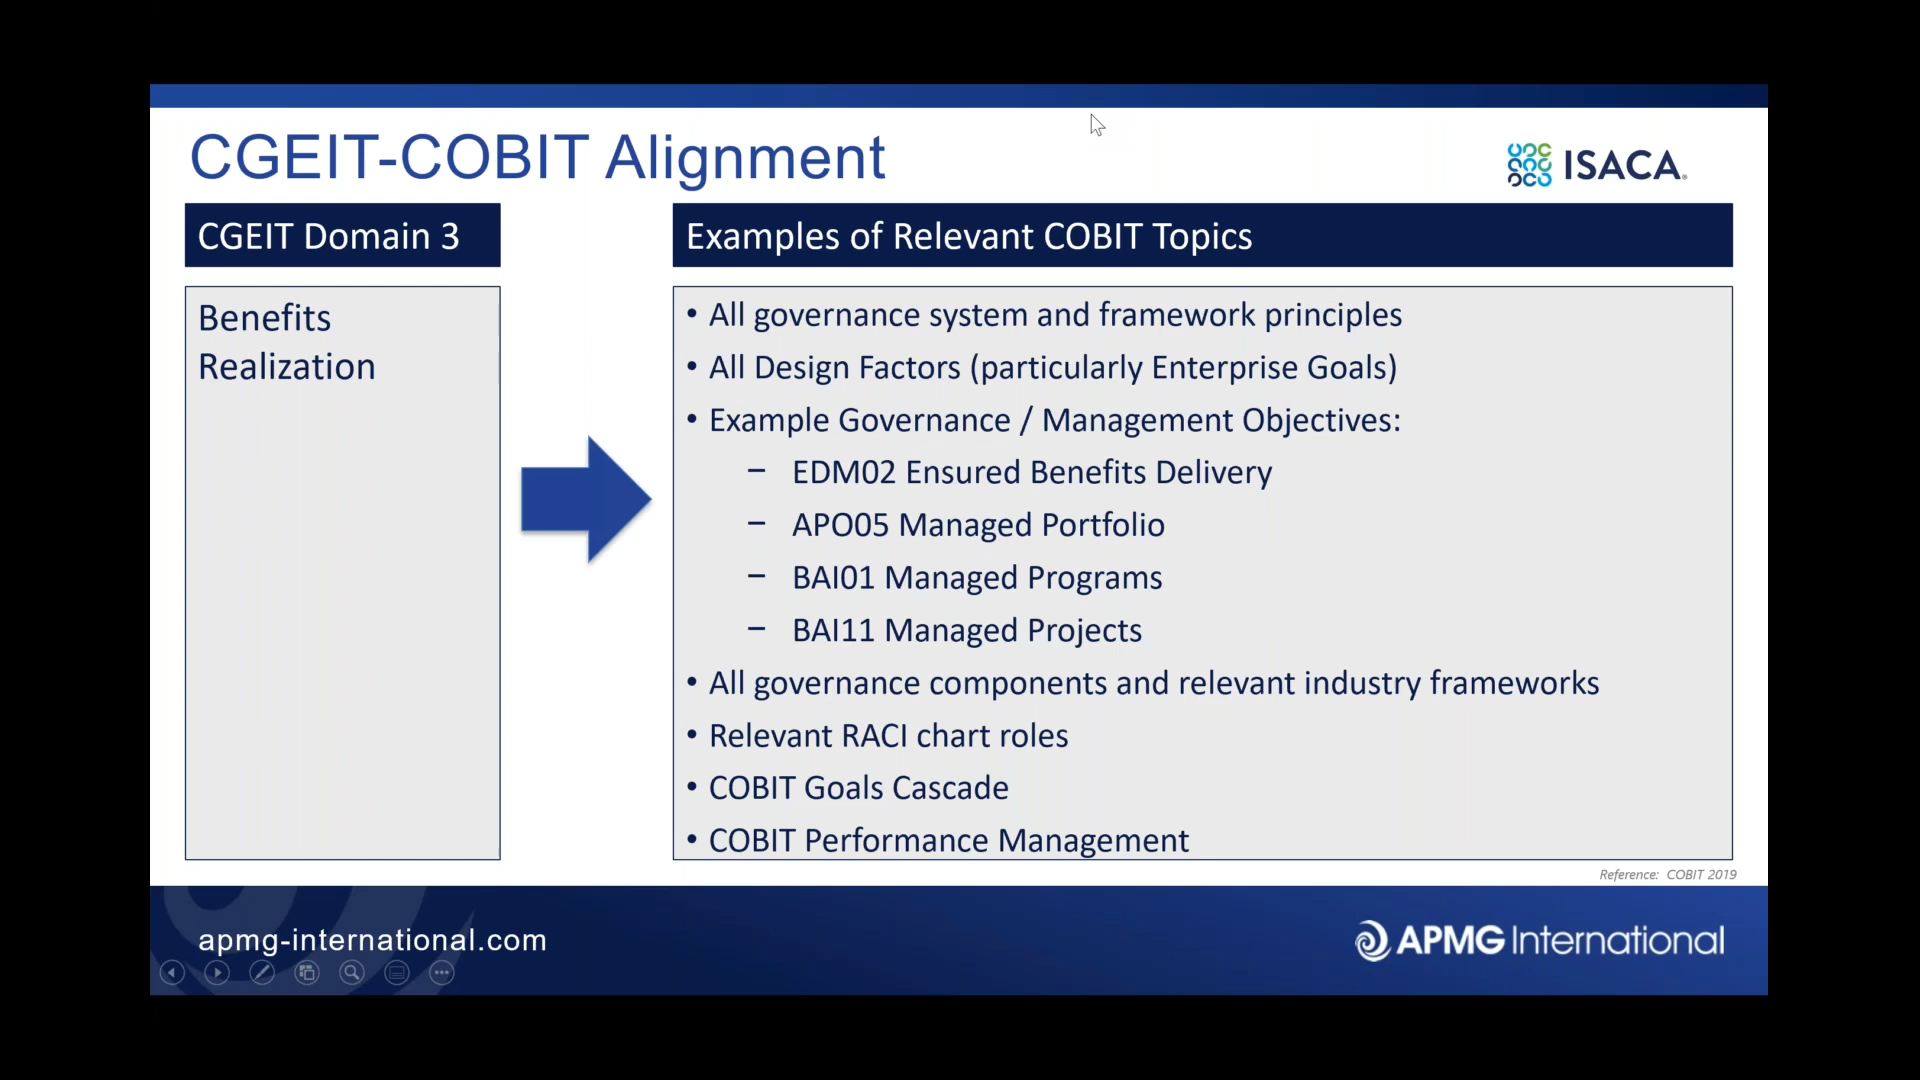 CGEIT-COBIT Alignment
ISACA®
CGEIT Domain 3
Examples of Relevant COBIT Topics
Benefits
Realization
• All governance system and framework principles
• All Design Factors (particularly Enterprise Goals)
• Example Governance / Management Objectives:
– EDM02 Ensured Benefits Delivery
– APO05 Managed Portfolio
– BAI01 Managed Programs
– BAI11 Managed Projects
• All governance components and relevant industry frameworks
• Relevant RACI chart roles
• COBIT Goals Cascade
• COBIT Performance Management
Reference: COBIT 2019
apmg-international.com
APMG International